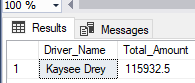 100 %
Results Messages
Driver_Name Total_Amount
1 Kaysee Drey 115932.5